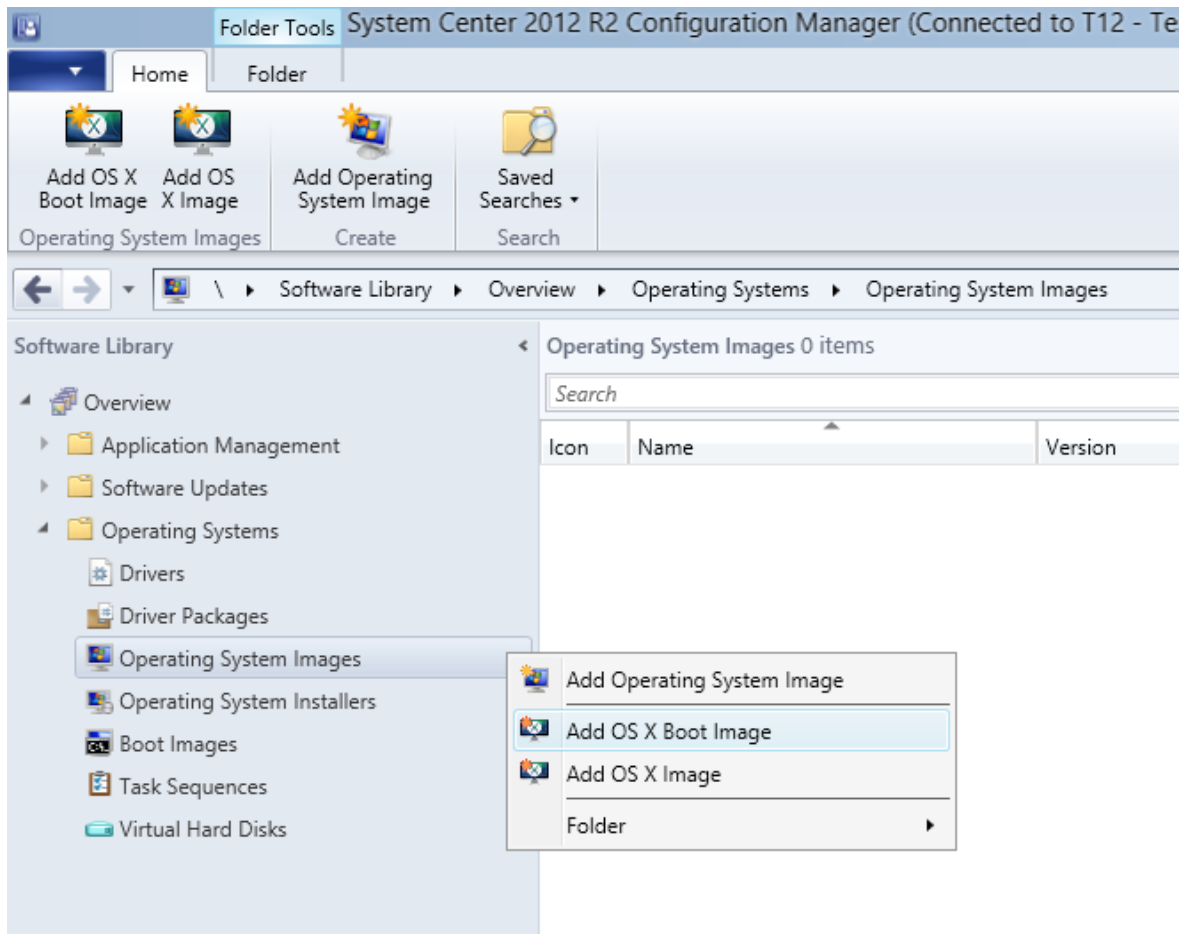 Folder Tools System Center 2012 R2 Configuration Manager (Connected to T12 - Te
Home Folder
Add OS X Boot Image
Add OS X Image
Add Operating System Image
Saved Searches
Operating System Images Create Search
\ Software Library Overview Operating Systems Operating System Images
Software Library
Overview
Application Management
Software Updates
Operating Systems
Drivers
Driver Packages
Operating System Images
Operating System Installers
Boot Images
Task Sequences
Virtual Hard Disks
Operating System Images 0 items
Search
Icon Name Version
Add Operating System Image
Add OS X Boot Image
Add OS X Image
Folder